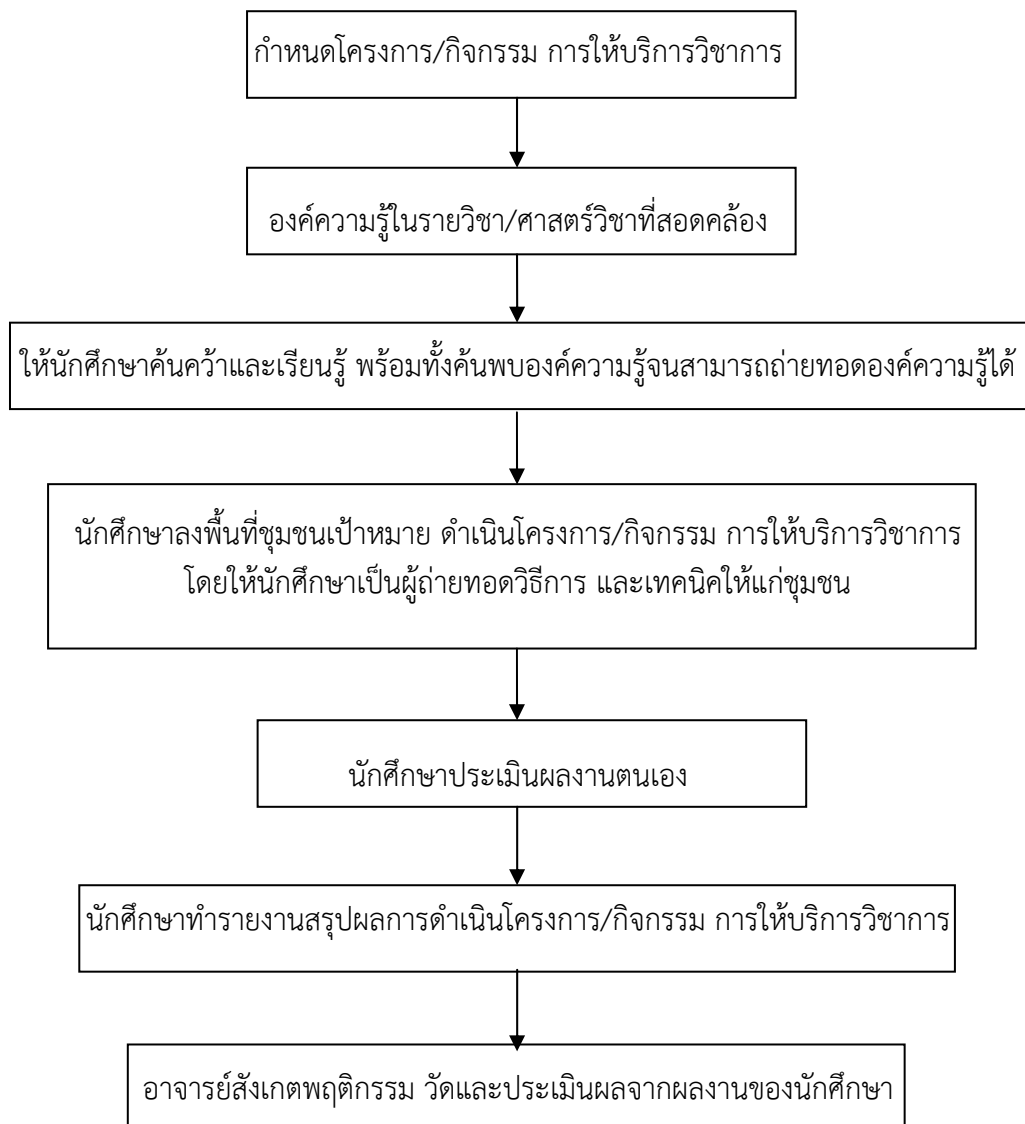 กำหนดโครงการ/กิจกรรม การให้บริการวิชาการ
องค์ความรู้ในรายวิชา/ศาสตร์วิชาที่สอดคล้อง
ให้นักศึกษาค้นคว้าและเรียนรู้ พร้อมทั้งค้นพบองค์ความรู้จนสามารถถ่ายทอดองค์ความรู้ได้
นักศึกษาลงพื้นที่ชุมชนเป้าหมาย ดำเนินโครงการ/กิจกรรม การให้บริการวิชาการ
โดยให้นักศึกษาเป็นผู้ถ่ายทอดวิธีการ และเทคนิคให้แก่ชุมชน
นักศึกษาประเมินผลงานตนเอง
นักศึกษาทำรายงานสรุปผลการดำเนินโครงการ/กิจกรรม การให้บริการวิชาการ
อาจารย์สังเกตพฤติกรรม วัดและประเมินผลจากผลงานของนักศึกษา